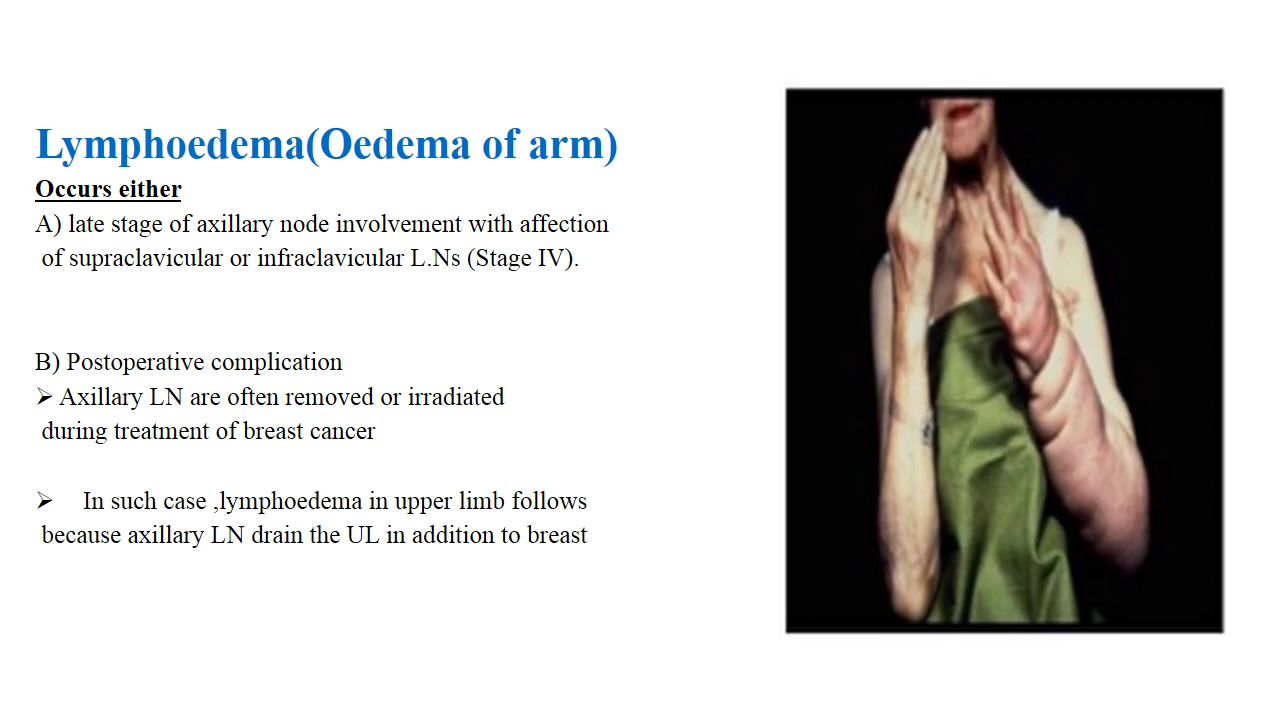 Lymphoedema(Oedema of arm)
Occurs either
A) late stage of axillary node involvement with affection
of supraclavicular or infraclavicular L.Ns (Stage IV).
B) Postoperative complication
➢ Axillary LN are often removed or irradiated
during treatment of breast cancer
➢ In such case ,lymphoedema in upper limb follows
because axillary LN drain the UL in addition to breast